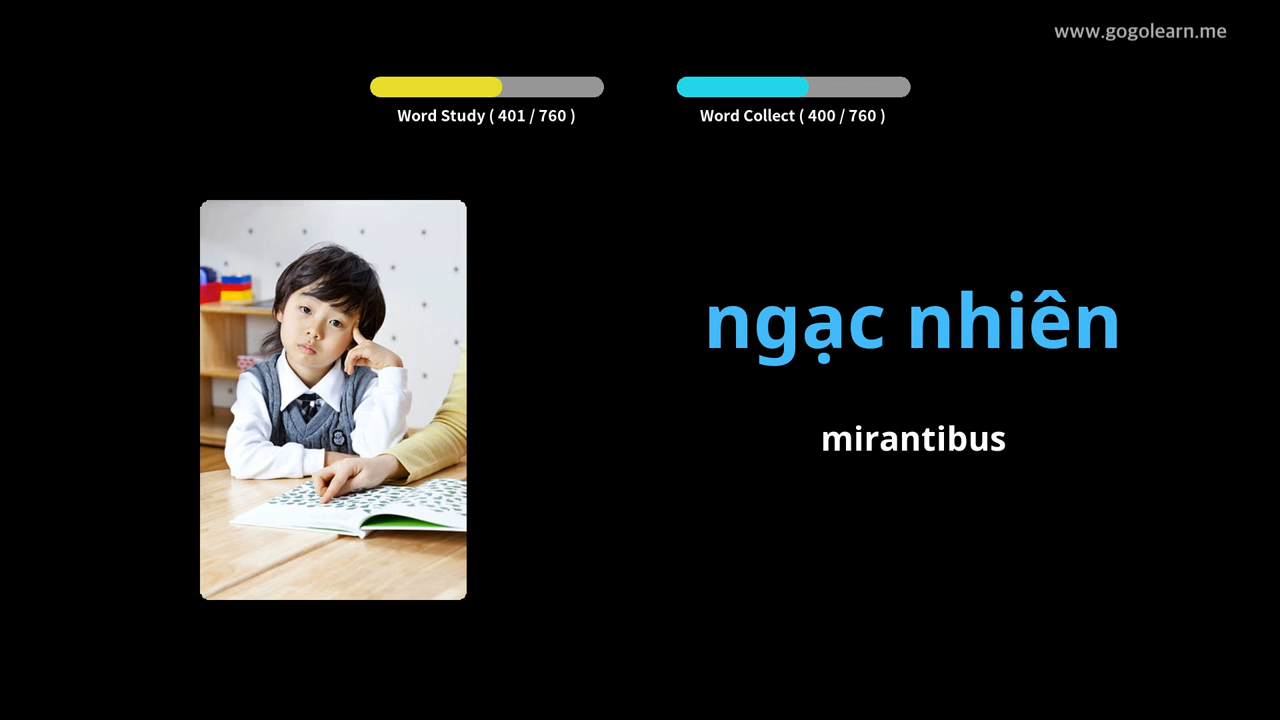 www.gogolearn.me
Word Study ( 401 / 760 )
Word Collect ( 400 / 760 )
ngạc nhiên
mirantibus